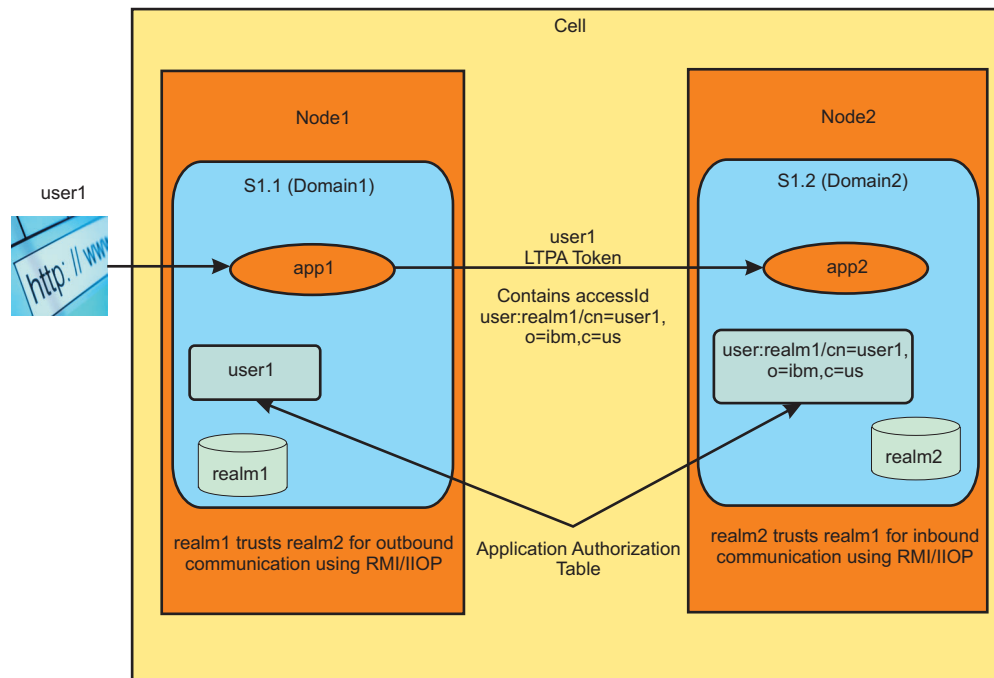 Cell
Node1
Node2
user1
http: // www
S1.1 (Domain1)
S1.2 (Domain2)
app1
user1
LTPA Token
app2
Contains accessId
user:realm1/cn=user1,
o=ibm,c=us
user1
user:realm1/cn=user1,
o=ibm,c=us
realm1
realm2
realm1 trusts realm2 for outbound
communication using RMI/IIOP
Application Authorization
Table
realm2 trusts realm1 for inbound
communication using RMI/IIOP